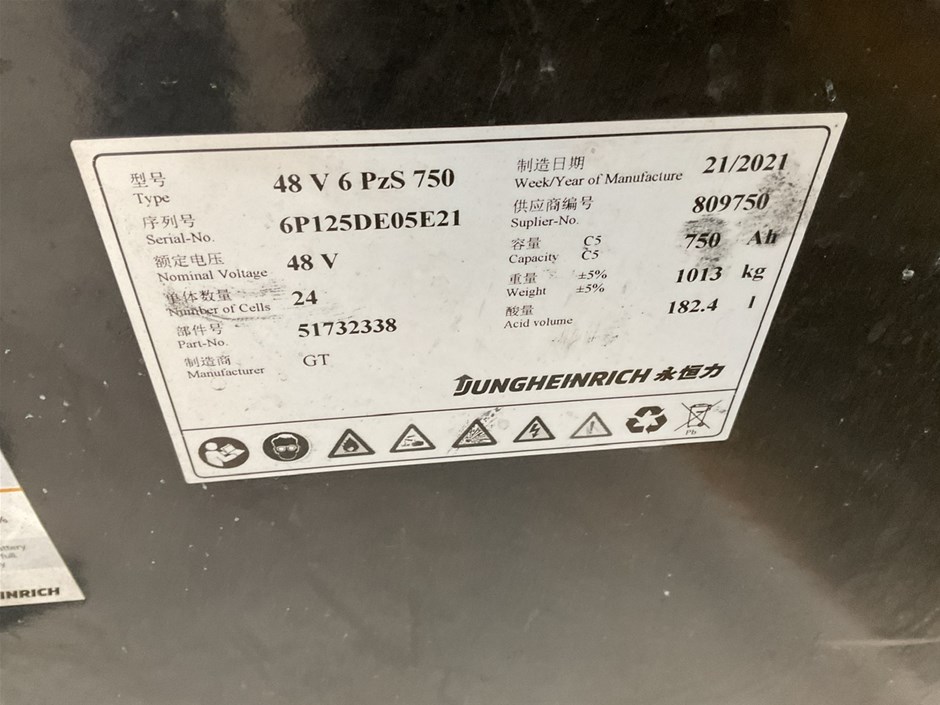 型号 48 V 6 PzS 750
Type
序列号 6P125DE05E21
Serial-No.
额定电压 48 V
Nominal Voltage
单体数量 24
Number of Cells
部件号 51732338
Part-No.
制造商 GT
Manufacturer
制造日期 21/2021
Week/Year of Manufacture
供应商编号 809750
Suplier-No.
容量 C5 750 Ah
Capacity C5
重量 ±5% 1013 kg
Weight ±5%
酸量 182.4 l
Acid volume
JUNGHEINRICH 永恒力
Pb
INRICH